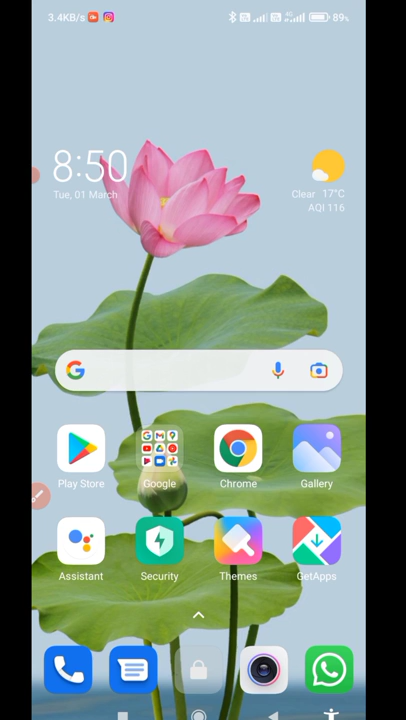 3.4KB/s
4G
89%
8:50
Tue, 01 March
Clear 17°C
AQI 116
Play Store
Google
Chrome
Gallery
Assistant
Security
Themes
GetApps